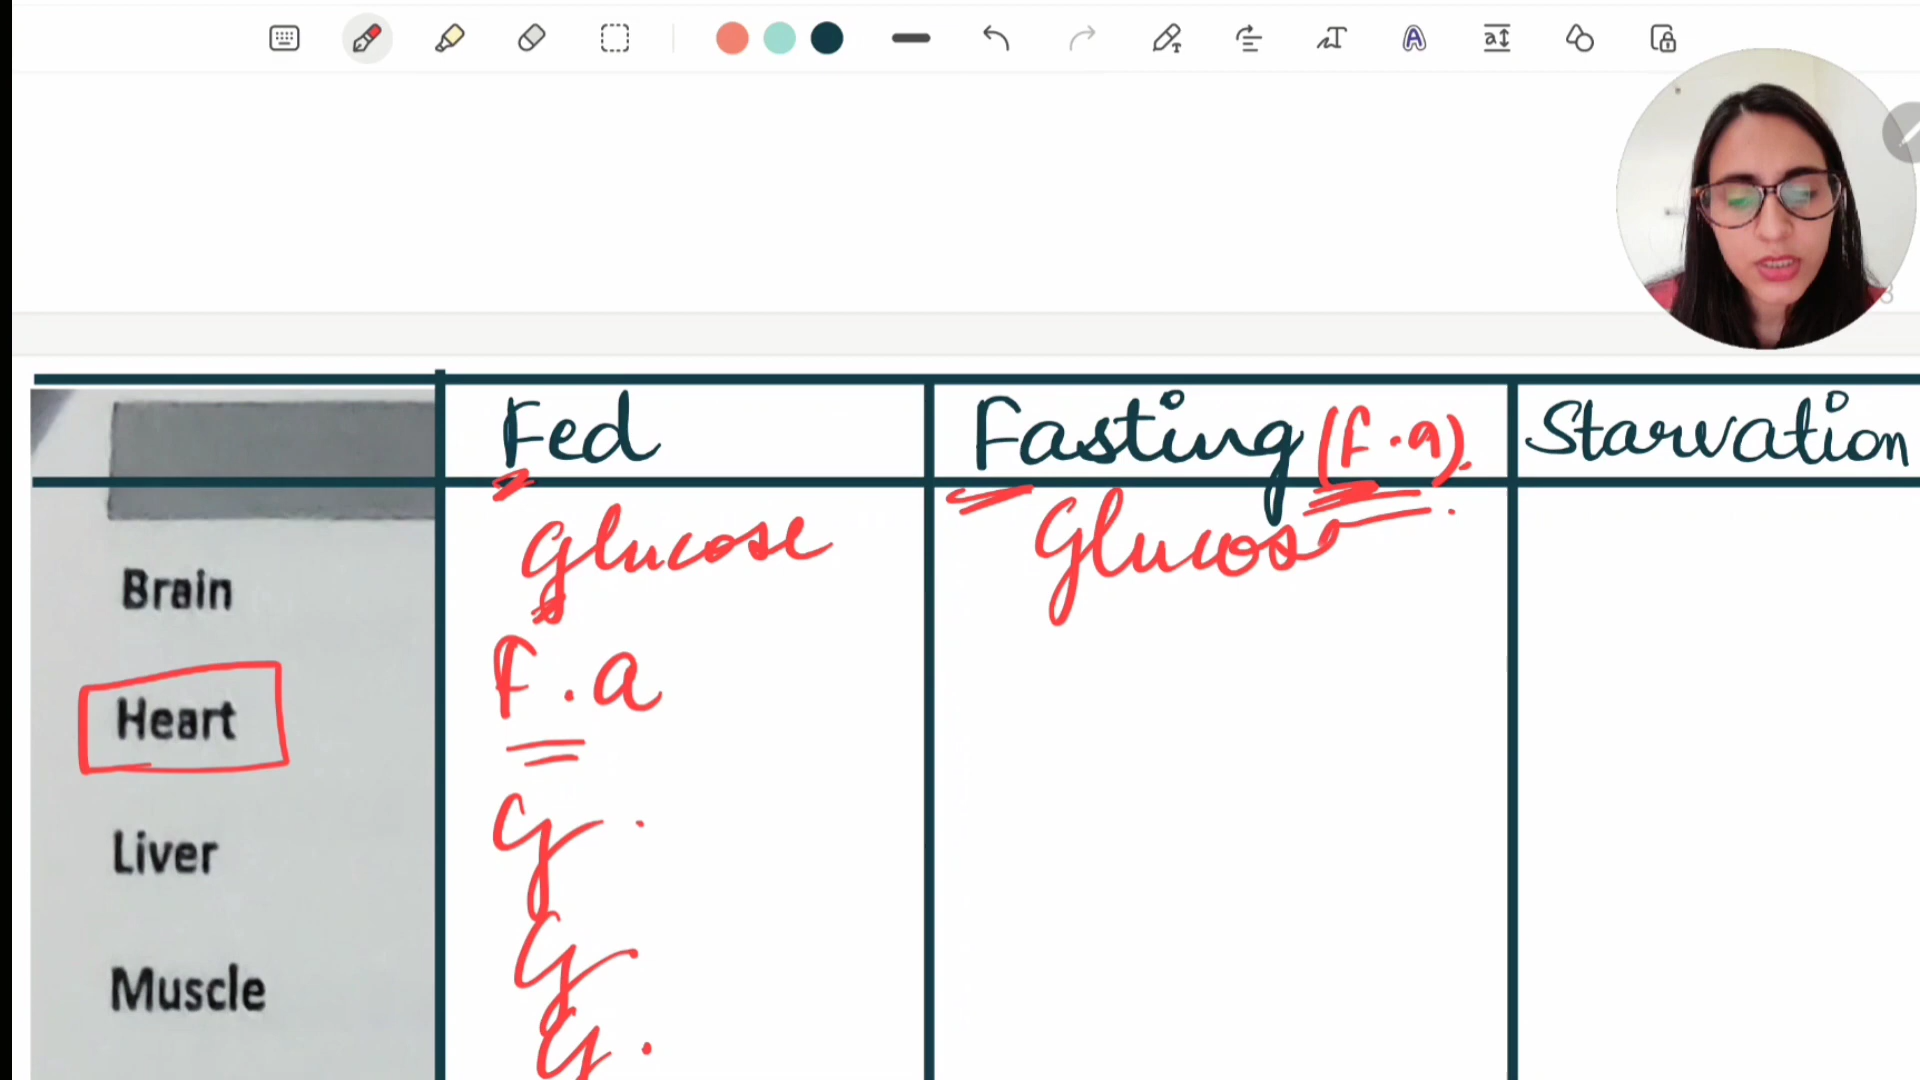 Fed Fasting (F.a). Starvation
Brain glucose Glucose
Heart F.a
Liver G.
Muscle G.
G.